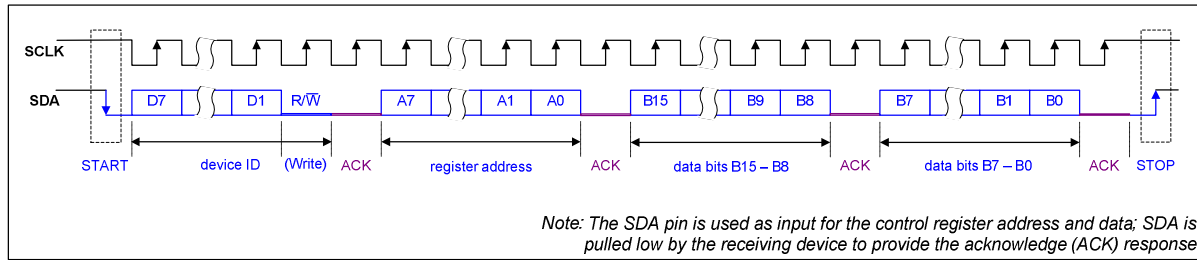 SCLK
SDA D7 D1 R/W̅ A7 A1 A0 B15 B9 B8 B7 B1 B0
START device ID (Write) ACK register address ACK data bits B15 – B8 ACK data bits B7 – B0 ACK STOP
Note: The SDA pin is used as input for the control register address and data; SDA is
pulled low by the receiving device to provide the acknowledge (ACK) response